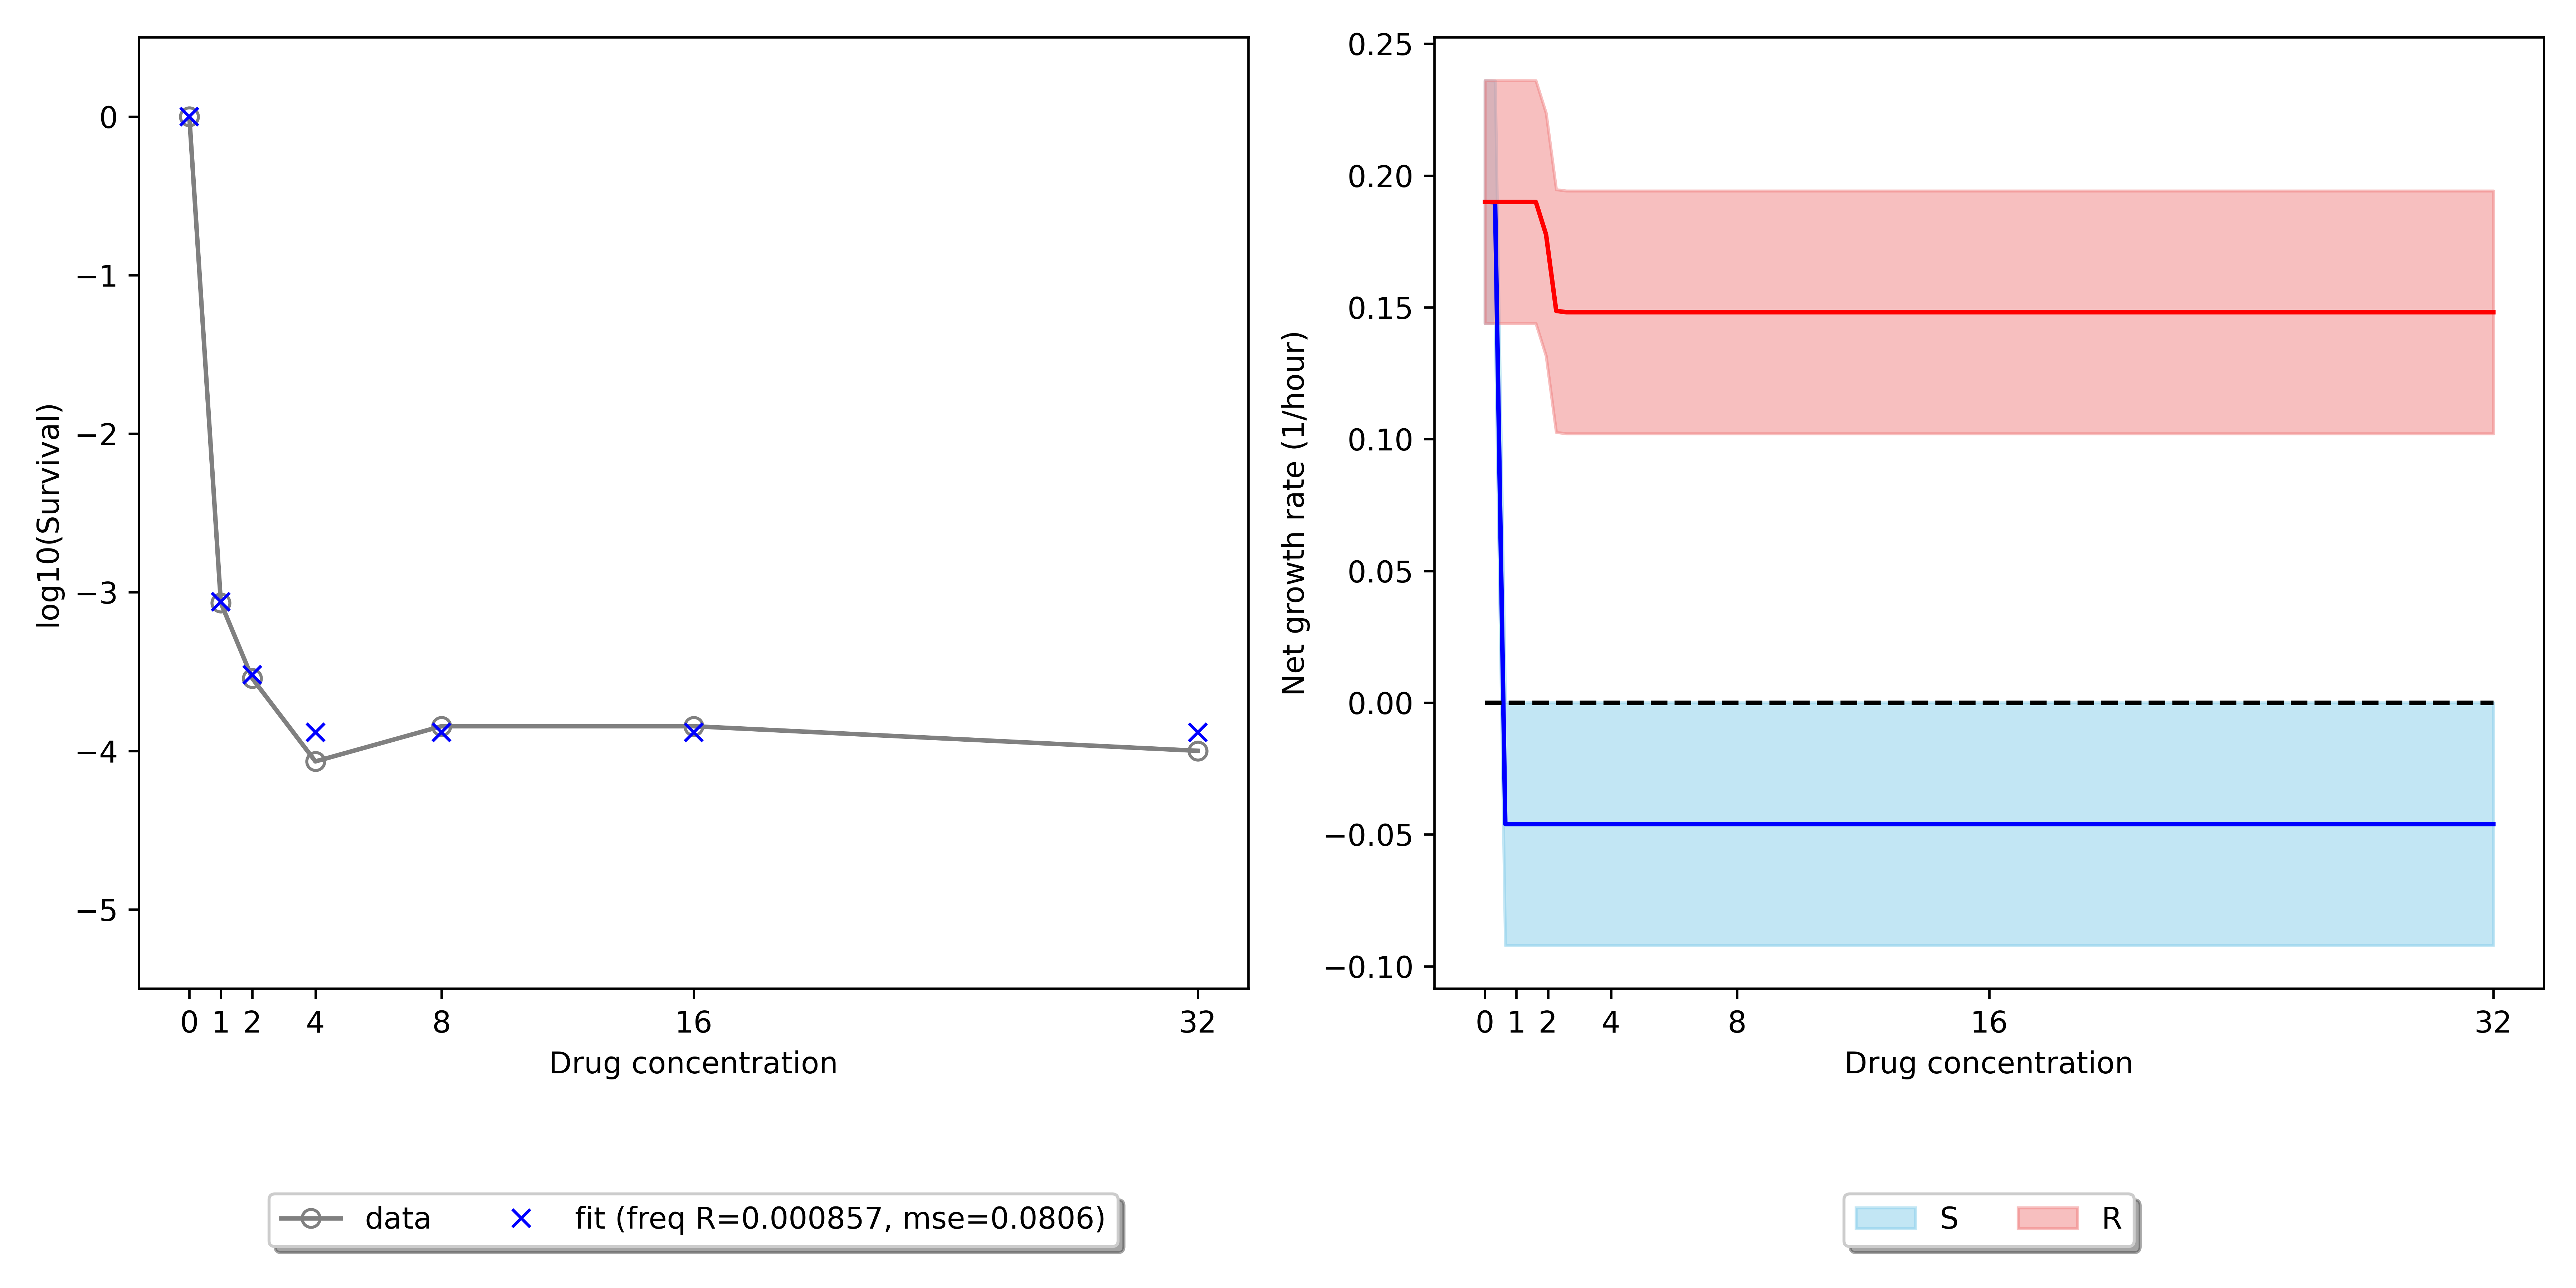 0
−1
−2
−3
−4
−5
log10(Survival)
0 1 2 4 8 16 32
Drug concentration
data fit (freq R=0.000857, mse=0.0806)
0.25
0.20
0.15
0.10
0.05
0.00
−0.05
−0.10
Net growth rate (1/hour)
0 1 2 4 8 16 32
Drug concentration
S R